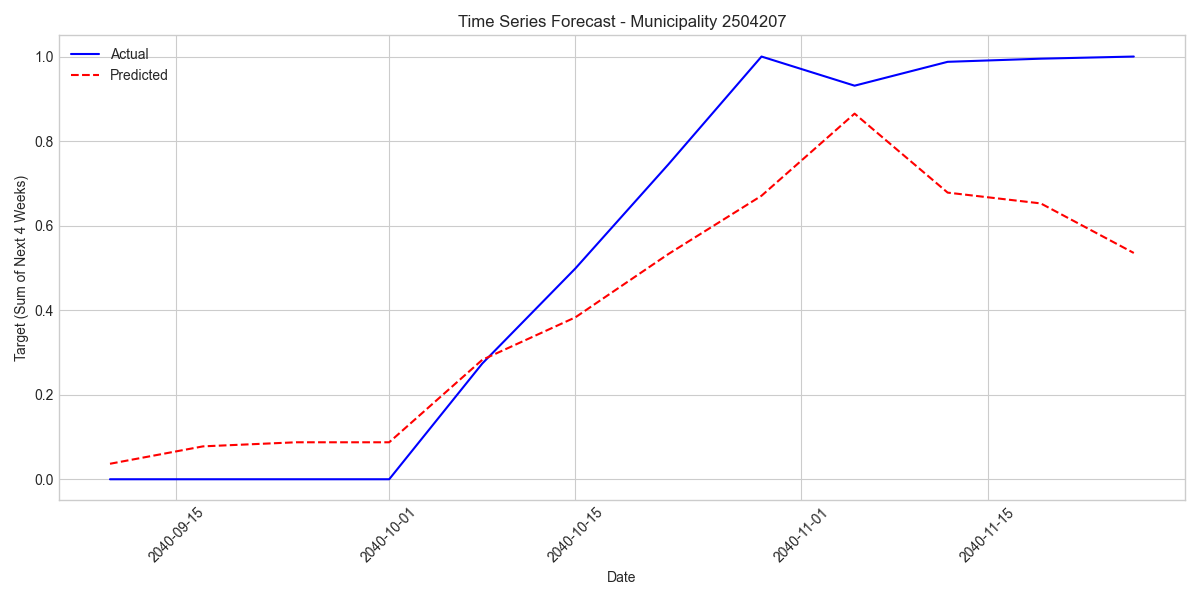 Time Series Forecast - Municipality 2504207
Actual
Predicted
Target (Sum of Next 4 Weeks)
1.0
0.8
0.6
0.4
0.2
0.0
2040-09-15
2040-10-01
2040-10-15
2040-11-01
2040-11-15
Date